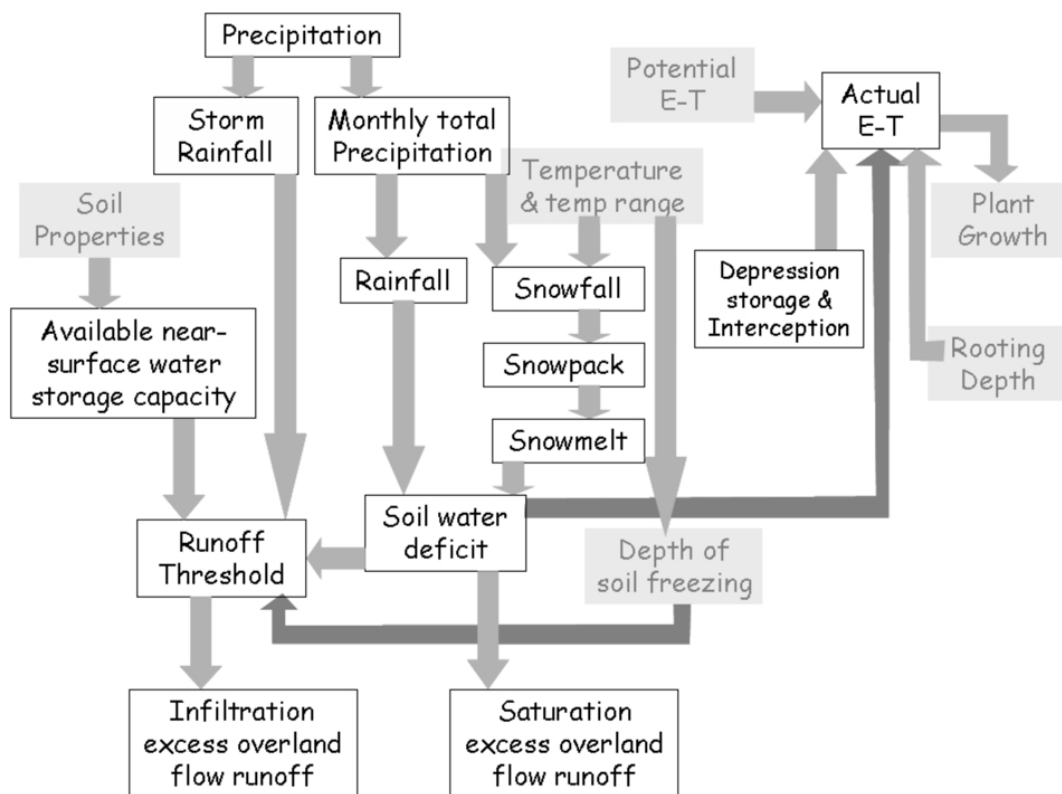 Precipitation
Storm
Rainfall
Monthly total
Precipitation
Potential
E-T
Actual
E-T
Soil
Properties
Temperature
& temp range
Plant
Growth
Rainfall
Snowfall
Depression
storage &
Interception
Available near-
surface water
storage capacity
Snowpack
Rooting
Depth
Snowmelt
Soil water
deficit
Runoff
Threshold
Depth of
soil freezing
Infiltration
excess overland
flow runoff
Saturation
excess overland
flow runoff